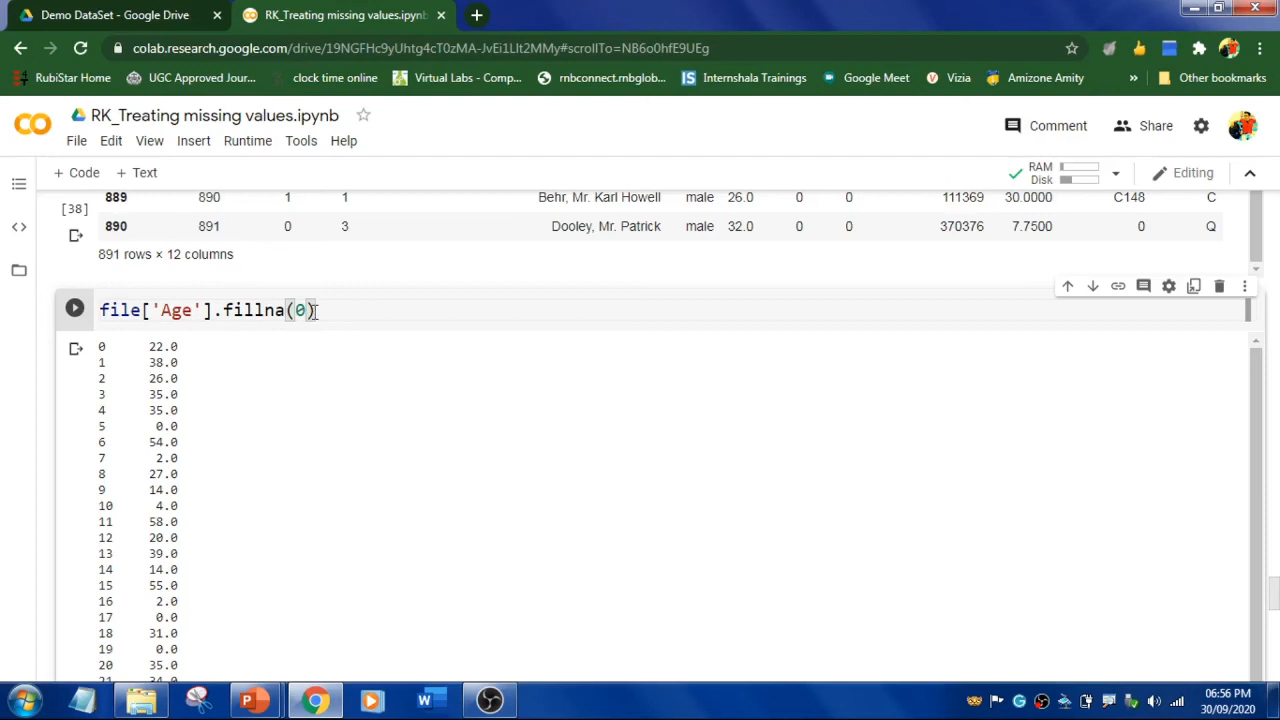 Demo DataSet - Google Drive
RK_Treating missing values.ipynb
colab.research.google.com/drive/19NGFHc9yUhtg4cT0zMA-JvEi1LIt2MMy#scrollTo=NB6o0hfE9UEg
RubiStar Home
UGC Approved Jour...
clock time online
Virtual Labs - Comp...
rnbconnect.rnbglob...
Internshala Trainings
Google Meet
Vizia
Amizone Amity
»
Other bookmarks
RK_Treating missing values.ipynb
Comment
Share
File Edit View Insert Runtime Tools Help
+ Code + Text
RAM
Disk
Editing
889 890 1 1 Behr, Mr. Karl Howell male 26.0 0 0 111369 30.0000 C148 C
[38]
890 891 0 3 Dooley, Mr. Patrick male 32.0 0 0 370376 7.7500 0 Q
891 rows × 12 columns
file['Age'].fillna(0)
0 22.0
1 38.0
2 26.0
3 35.0
4 35.0
5 0.0
6 54.0
7 2.0
8 27.0
9 14.0
10 4.0
11 58.0
12 20.0
13 39.0
14 14.0
15 55.0
16 2.0
17 0.0
18 31.0
19 0.0
20 35.0
21 34.0
06:56 PM
30/09/2020